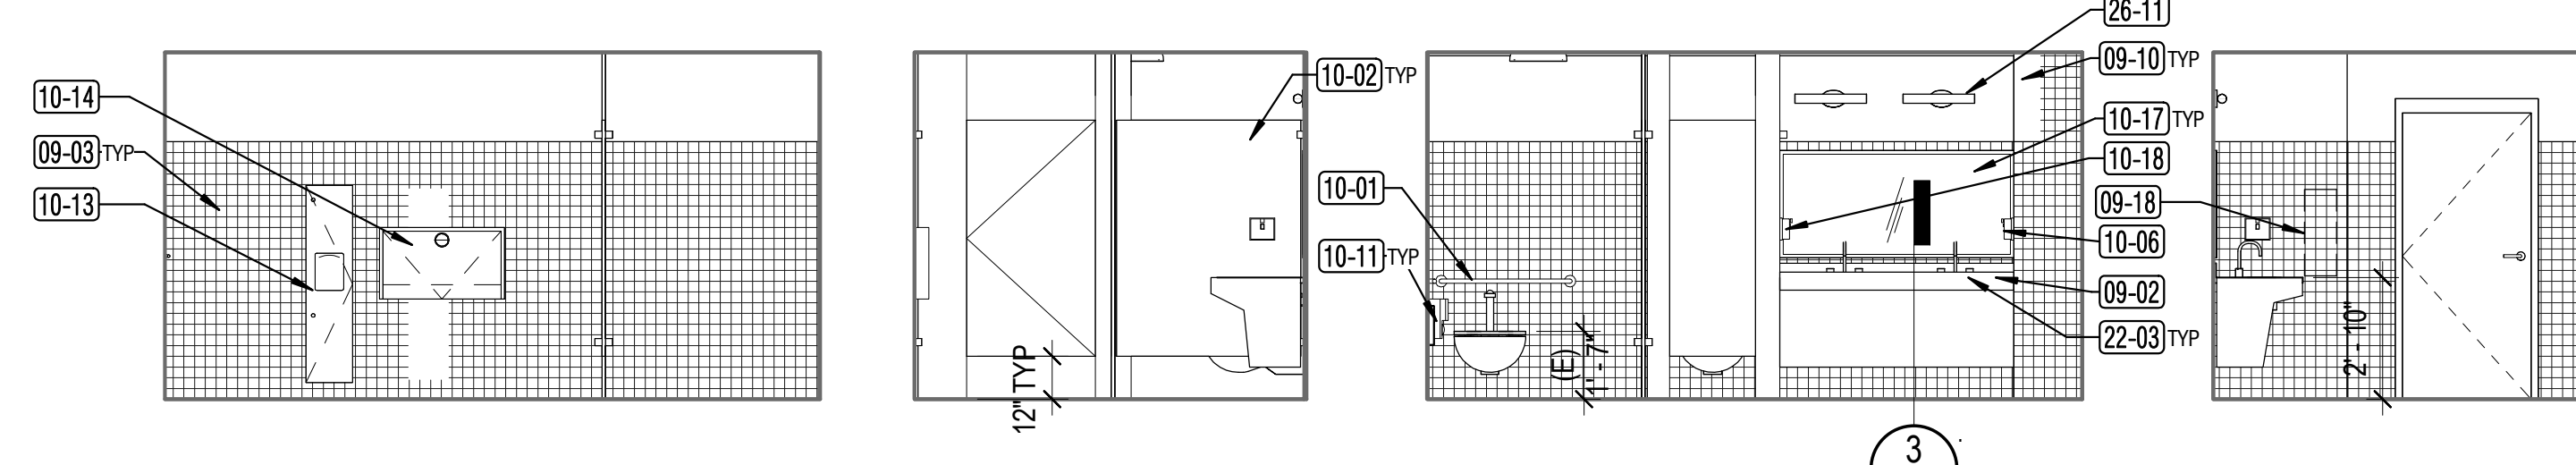 10-14
09-03 TYP
10-13
10-02 TYP
12" TYP
10-01
10-11 TYP
(E)
1' - 7"
26-11
09-10 TYP
10-17 TYP
10-18
09-18
10-06
09-02
22-03 TYP
3
2" - 10"